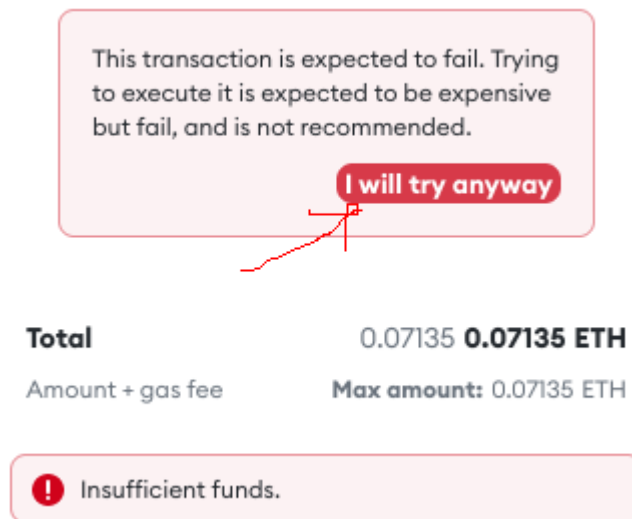 This transaction is expected to fail. Trying
to execute it is expected to be expensive
but fail, and is not recommended.
I will try anyway
Total 0.07135 0.07135 ETH
Amount + gas fee Max amount: 0.07135 ETH
! Insufficient funds.